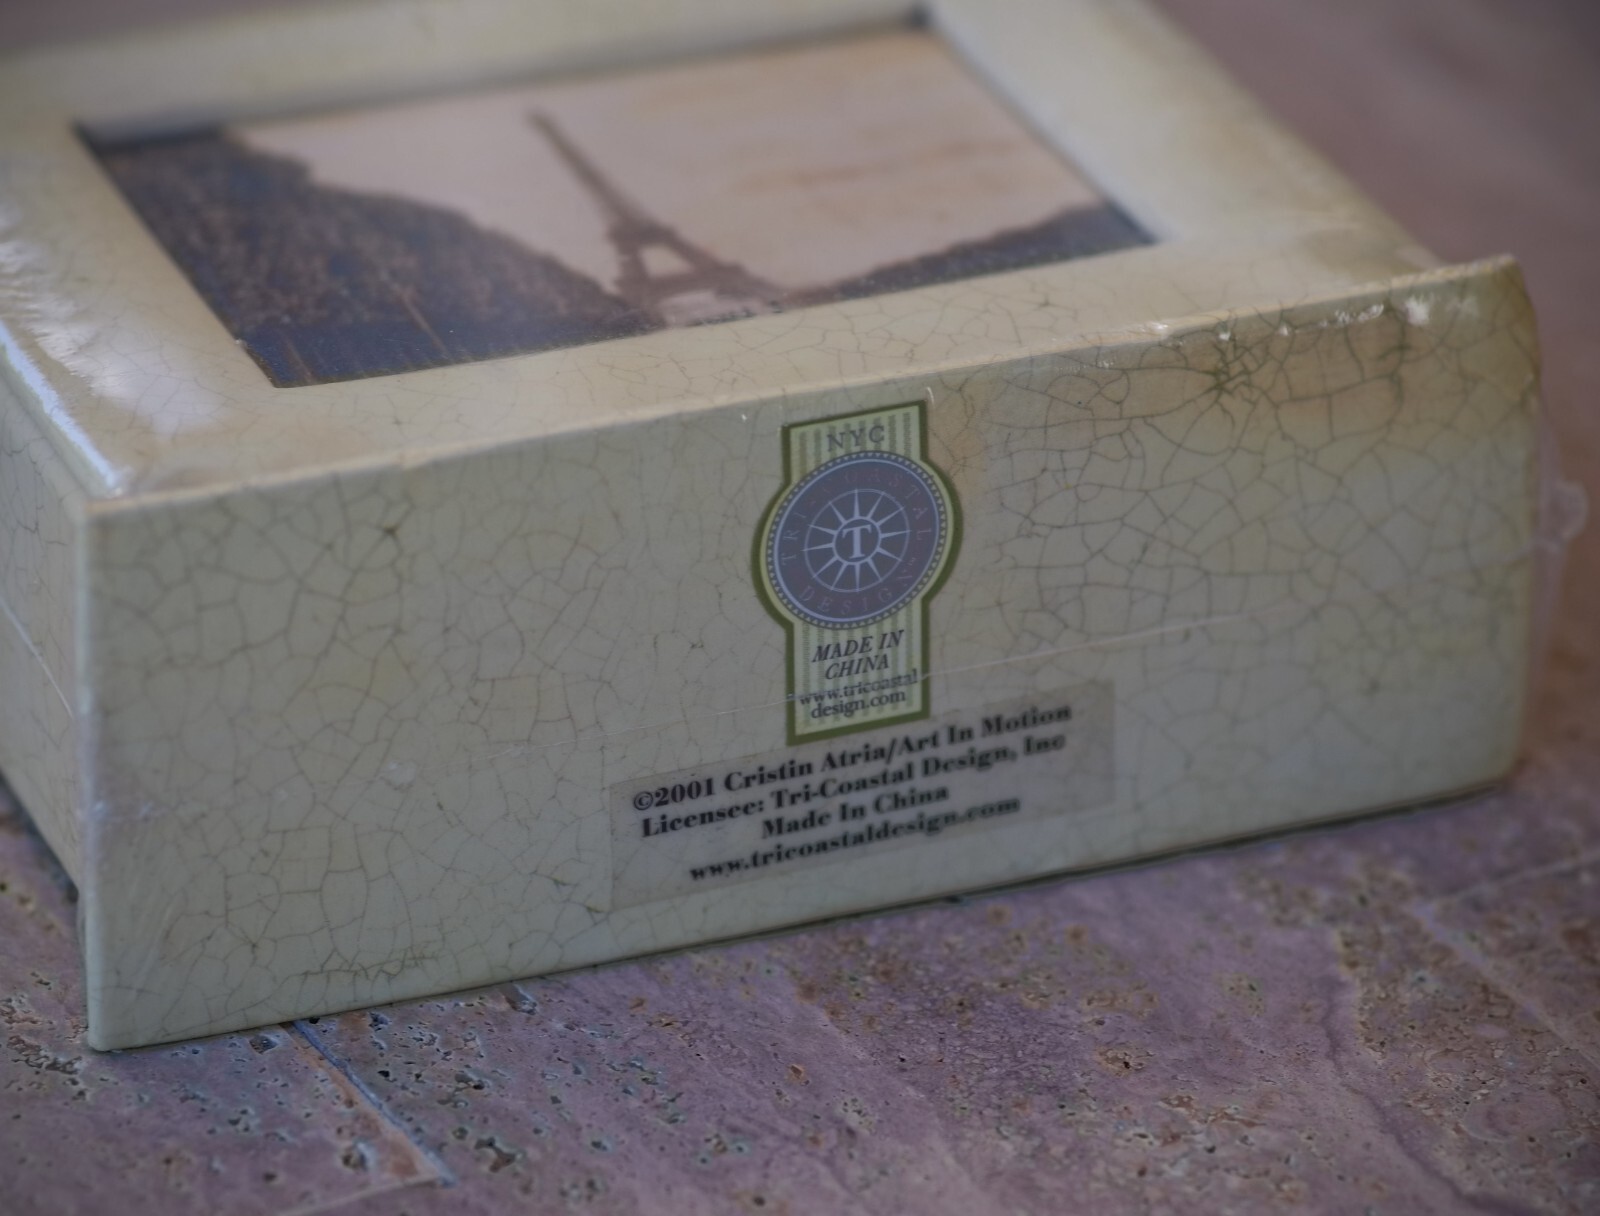 NYC
TRI-COASTAL
DESIGN™
T
MADE IN
CHINA
www.tricoastal
design.com
©2001 Cristin Atria/Art In Motion
Licensee: Tri-Coastal Design, Inc
Made In China
www.tricoastaldesign.com